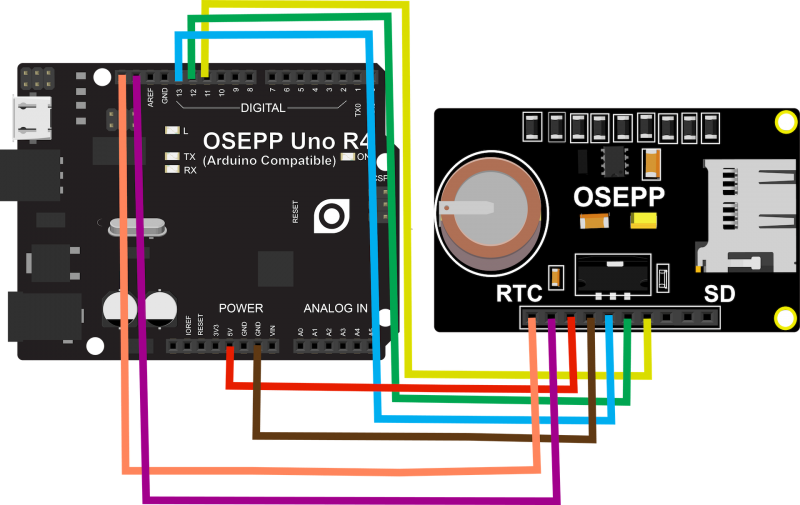 AREF
GND
13
12
11
10
9
8
7
6
5
4
3
2
1
TX0
DIGITAL
L
OSEPP Uno R4
(Arduino Compatible)
TX
RX
ON
RESET
POWER
ANALOG IN
IOREF
RESET
3V3
5V
GND
GND
VIN
A0
A1
A2
A3
A4
OSEPP
RTC
SD